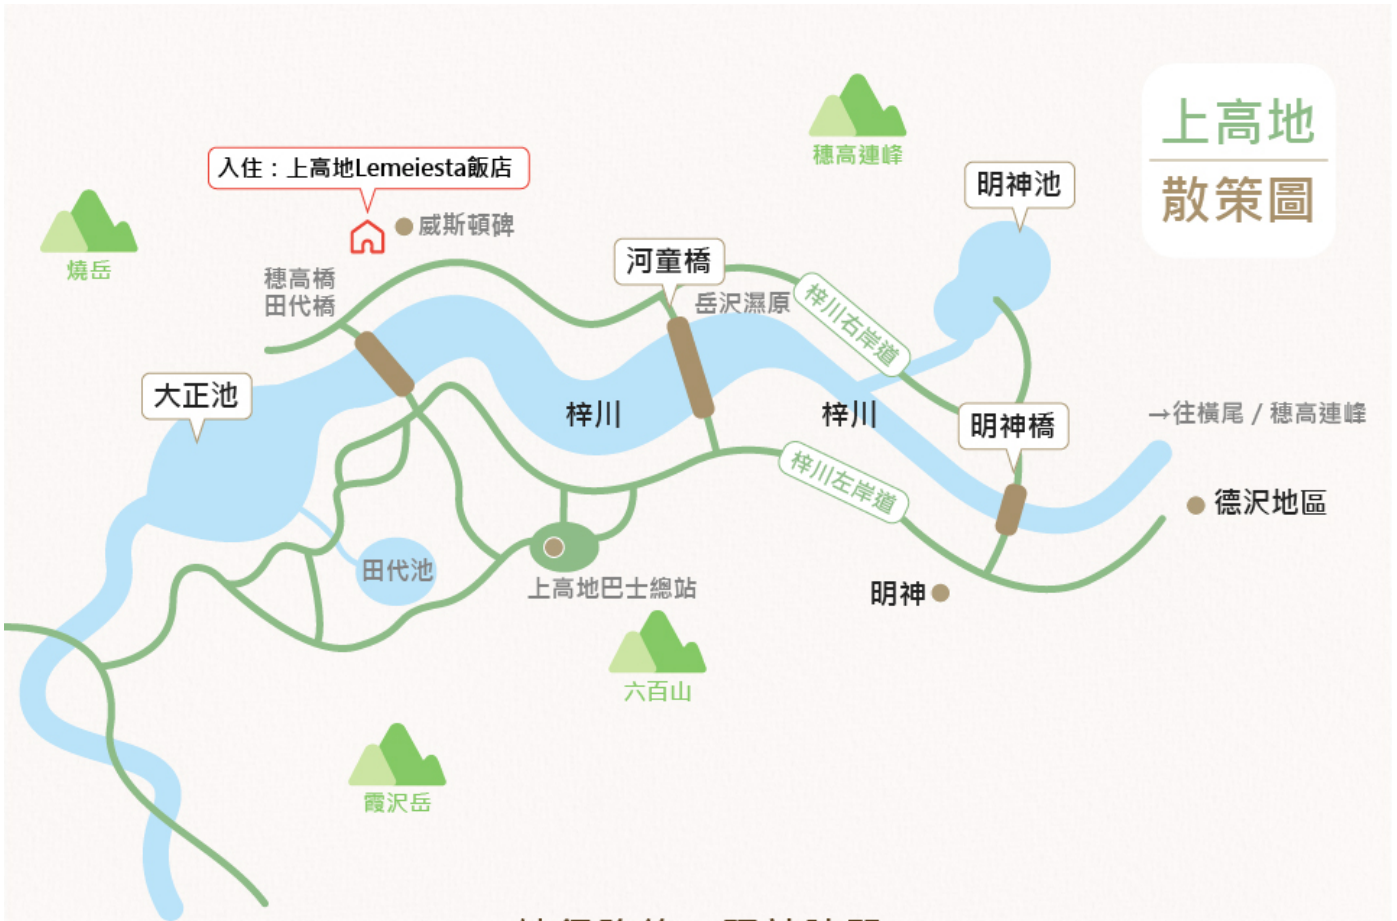 上高地
散策圖
穗高連峰
入住：上高地Lemeiesta飯店
明神池
威斯頓碑
燒岳
穗高橋
田代橋
河童橋
岳沢濕原
梓川右岸道
大正池
梓川
梓川
明神橋
→往橫尾 / 穗高連峰
梓川左岸道
德沢地區
田代池
上高地巴士總站
明神
六百山
霞沢岳